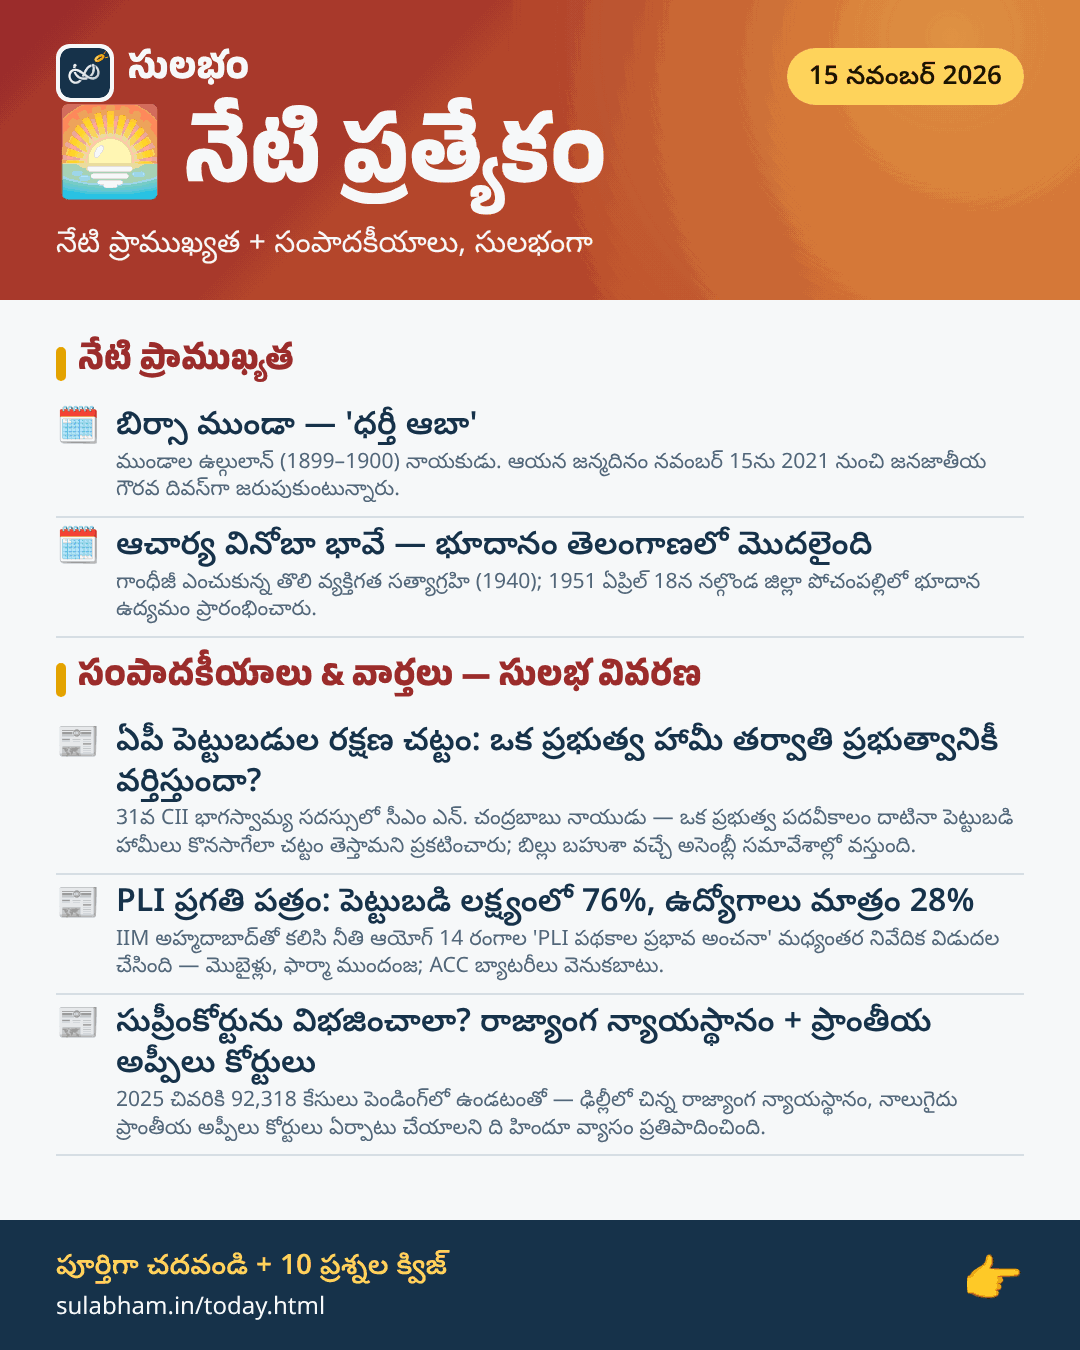 సులభం
15 నవంబర్ 2026
నేటి ప్రత్యేకం
నేటి ప్రాముఖ్యత + సంపాదకీయాలు, సులభంగా
నేటి ప్రాముఖ్యత
బిర్సా ముండా — 'ధర్తీ ఆబా'
ముండాల ఉల్గులాన్ (1899–1900) నాయకుడు. ఆయన జన్మదినం నవంబర్ 15ను 2021 నుంచి జనజాతీయ
గౌరవ దివస్‌గా జరుపుకుంటున్నారు.
ఆచార్య వినోబా భావే — భూదానం తెలంగాణలో మొదలైంది
గాంధీజీ ఎంచుకున్న తొలి వ్యక్తిగత సత్యాగ్రహి (1940); 1951 ఏప్రిల్ 18న నల్గొండ జిల్లా పోచంపల్లిలో భూదాన
ఉద్యమం ప్రారంభించారు.
సంపాదకీయాలు & వార్తలు — సులభ వివరణ
ఏపీ పెట్టుబడుల రక్షణ చట్టం: ఒక ప్రభుత్వ హామీ తర్వాతి ప్రభుత్వానికీ
వర్తిస్తుందా?
31వ CII భాగస్వామ్య సదస్సులో సీఎం ఎన్. చంద్రబాబు నాయుడు — ఒక ప్రభుత్వ పదవీకాలం దాటినా పెట్టుబడి
హామీలు కొనసాగేలా చట్టం తెస్తామని ప్రకటించారు; బిల్లు బహుశా వచ్చే అసెంబ్లీ సమావేశాల్లో వస్తుంది.
PLI ప్రగతి పత్రం: పెట్టుబడి లక్ష్యంలో 76%, ఉద్యోగాలు మాత్రం 28%
IIM అహ్మదాబాద్‌తో కలిసి నీతి ఆయోగ్ 14 రంగాల 'PLI పథకాల ప్రభావ అంచనా' మధ్యంతర నివేదిక విడుదల
చేసింది — మొబైళ్లు, ఫార్మా ముందంజ; ACC బ్యాటరీలు వెనుకబాటు.
సుప్రీంకోర్టును విభజించాలా? రాజ్యాంగ న్యాయస్థానం + ప్రాంతీయ
అప్పీలు కోర్టులు
2025 చివరికి 92,318 కేసులు పెండింగ్‌లో ఉండటంతో — ఢిల్లీలో చిన్న రాజ్యాంగ న్యాయస్థానం, నాలుగైదు
ప్రాంతీయ అప్పీలు కోర్టులు ఏర్పాటు చేయాలని ది హిందూ వ్యాసం ప్రతిపాదించింది.
పూర్తిగా చదవండి + 10 ప్రశ్నల క్విజ్
sulabham.in/today.html